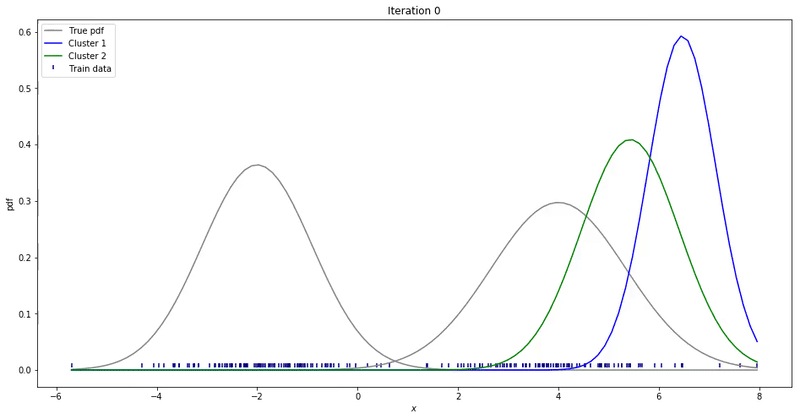 Iteration 0
True pdf
Cluster 1
Cluster 2
Train data
0.6
0.5
0.4
0.3
0.2
0.1
0.0
pdf
−6
−4
−2
0
2
4
6
8
x